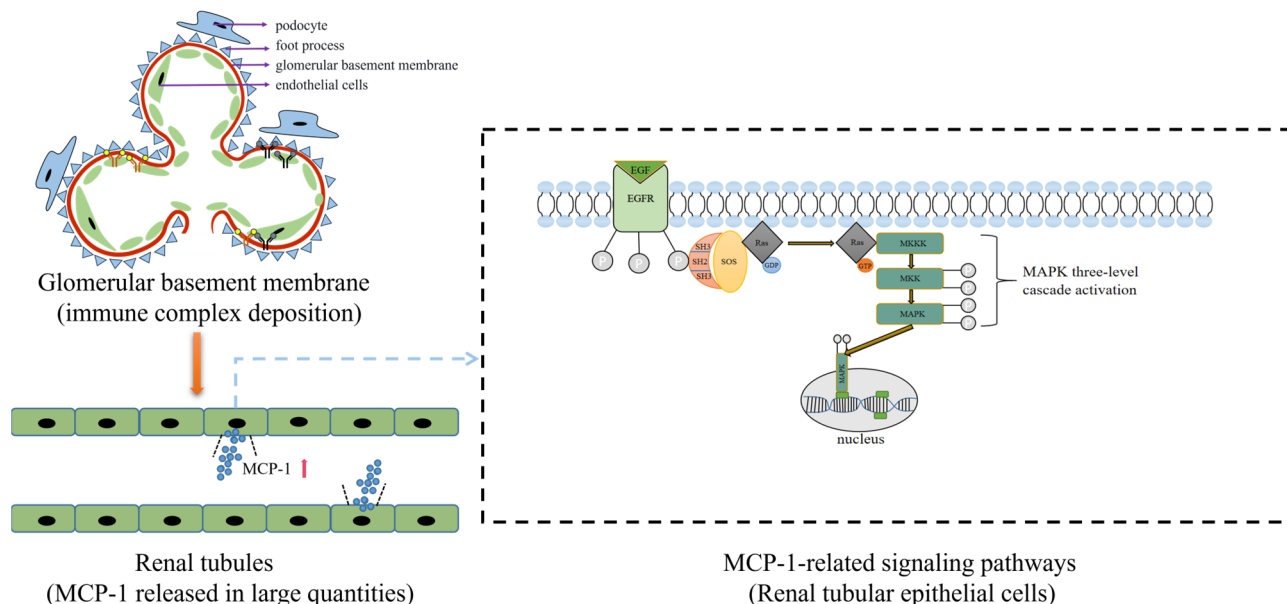 podocyte
foot process
glomerular basement membrane
endothelial cells
Glomerular basement membrane
(immune complex deposition)
MCP-1
Renal tubules
(MCP-1 released in large quantities)
EGF
EGFR
P
P
P
SH3
SH2
SH3
SOS
Ras
GDP
Ras
GTP
MKKK
MKK
MAPK
P
P
P
P
MAPK three-level
cascade activation
MAPK
nucleus
MCP-1-related signaling pathways
(Renal tubular epithelial cells)